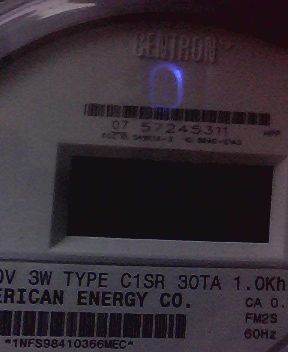 CENTRON
07 57245311
0V 3W TYPE C1SR 30TA 1.0Kh
ERICAN ENERGY CO.
CA 0.
FM2S
60Hz
*1NFS98410366MEC*